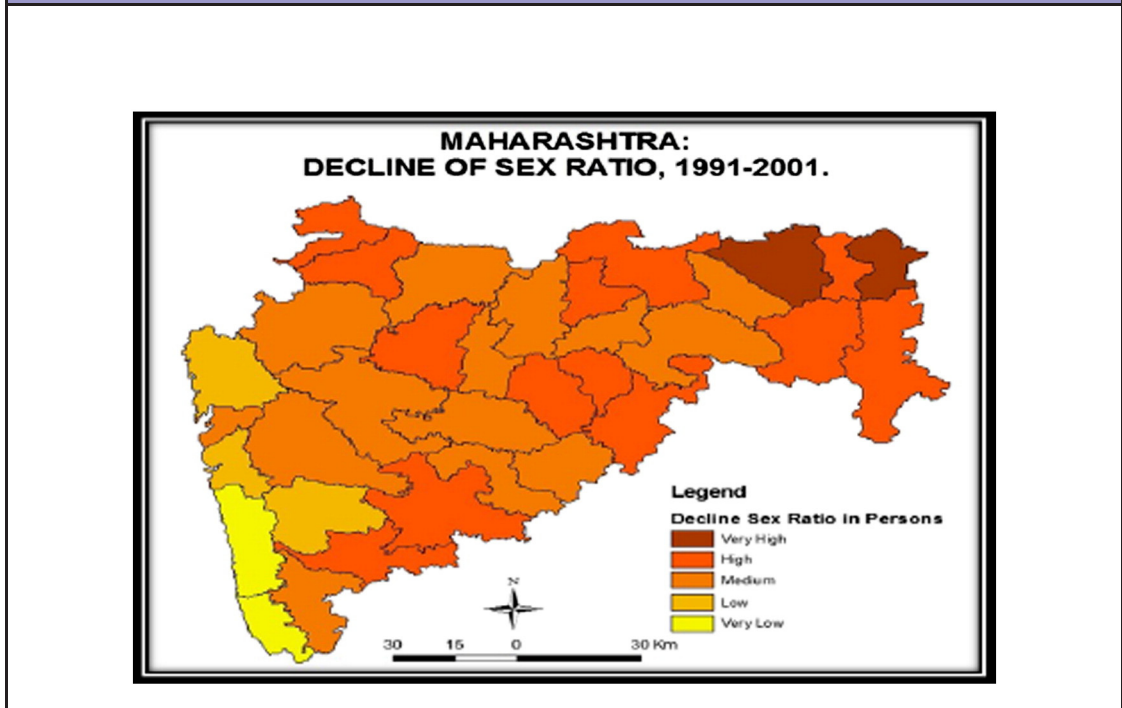 MAHARASHTRA:
DECLINE OF SEX RATIO, 1991-2001.
Legend
Decline Sex Ratio in Persons
Very High
High
Medium
Low
Very Low
N
30 15 0 30 Km